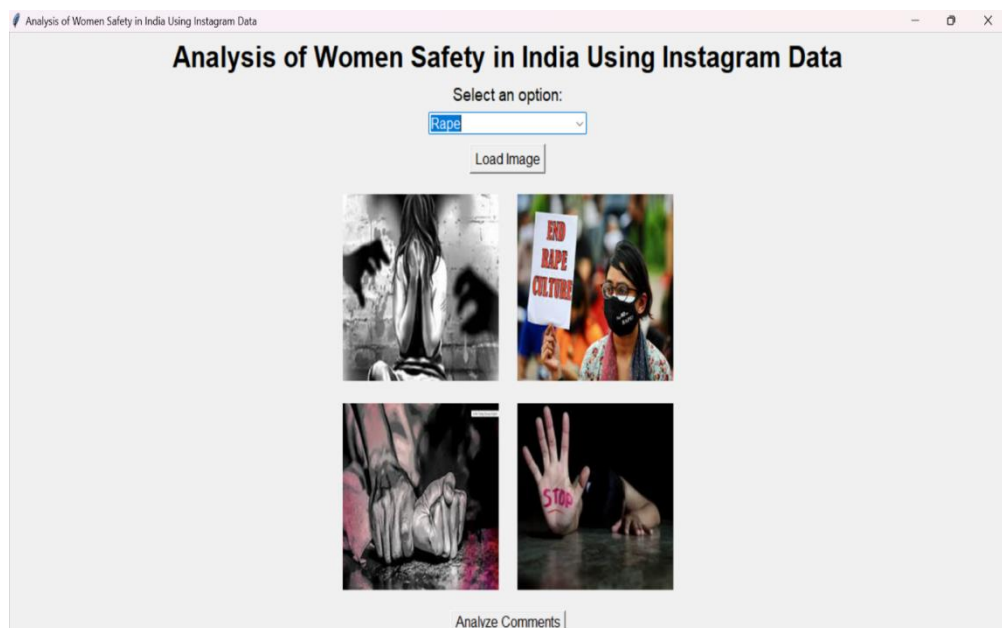 Analysis of Women Safety in India Using Instagram Data
Analysis of Women Safety in India Using Instagram Data
Select an option:
Rape
Load Image
END
RAPE
CULTURE
STOP
Analyze Comments